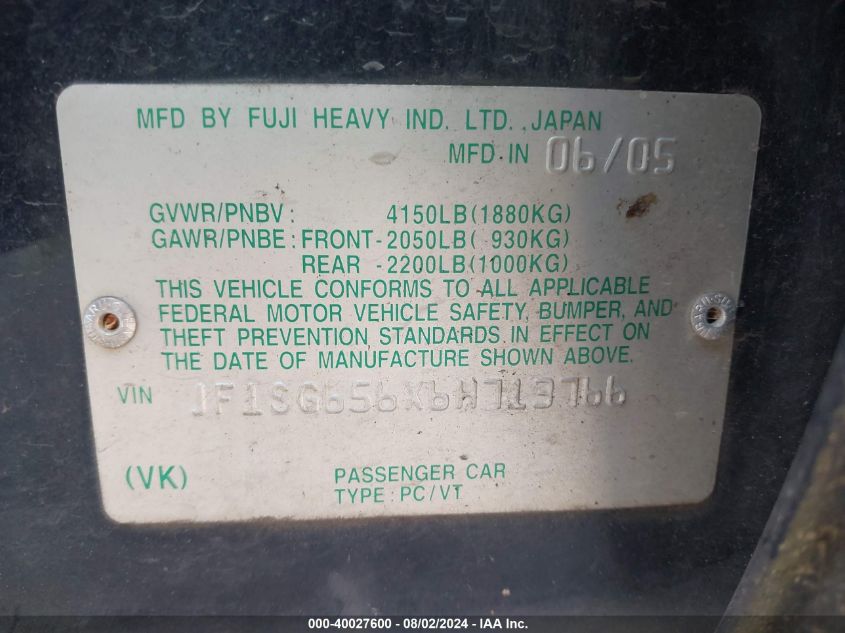 MFD BY FUJI HEAVY IND. LTD., JAPAN
MFD IN 06/05
GVWR/PNBV: 4150LB(1880KG)
GAWR/PNBE: FRONT-2050LB( 930KG)
REAR -2200LB(1000KG)
THIS VEHICLE CONFORMS TO ALL APPLICABLE
FEDERAL MOTOR VEHICLE SAFETY, BUMPER, AND
THEFT PREVENTION STANDARDS IN EFFECT ON
THE DATE OF MANUFACTURE SHOWN ABOVE.
VIN JF1SG656X6H713766
(VK) PASSENGER CAR
TYPE: PC/VT
000-40027600 - 08/02/2024 - IAA Inc.